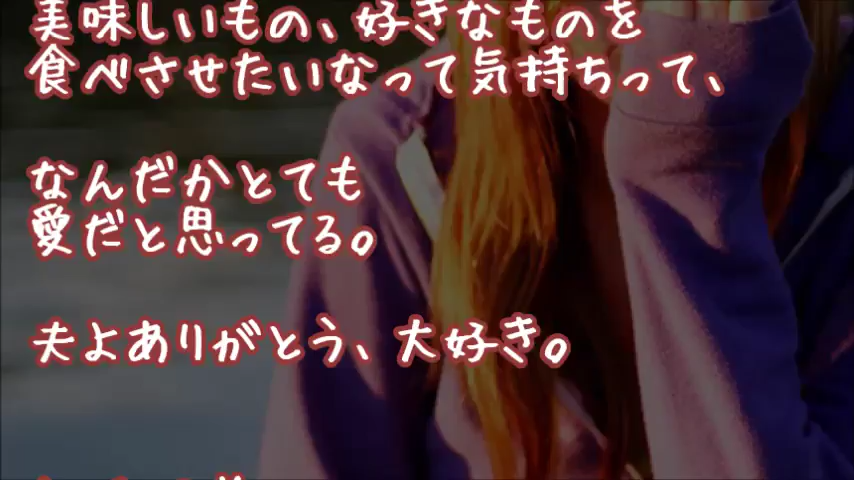 美味しいもの、好きなものを
食べさせたいなって気持ちって、
なんだかとても
愛だと思ってる。
夫よありがとう、大好き。